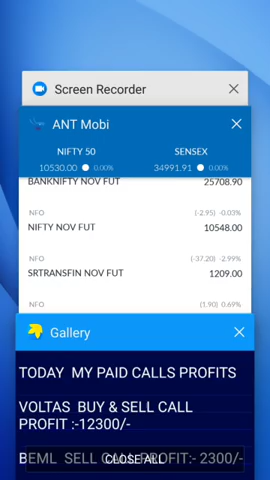 Screen Recorder
ANT Mobi
NIFTY 50 SENSEX
10530.00 0.00% 34991.91 0.00%
BANKNIFTY NOV FUT 25708.90
NFO (-2.95) -0.03%
NIFTY NOV FUT 10548.00
NFO (-37.20) -2.99%
SRTRANSFIN NOV FUT 1209.00
NFO (1.90) 0.69%
Gallery
TODAY MY PAID CALLS PROFITS
VOLTAS BUY & SELL CALL
PROFIT :-12300/-
BEML SELL CALL PROFIT:- 2300/-
CLOSE ALL